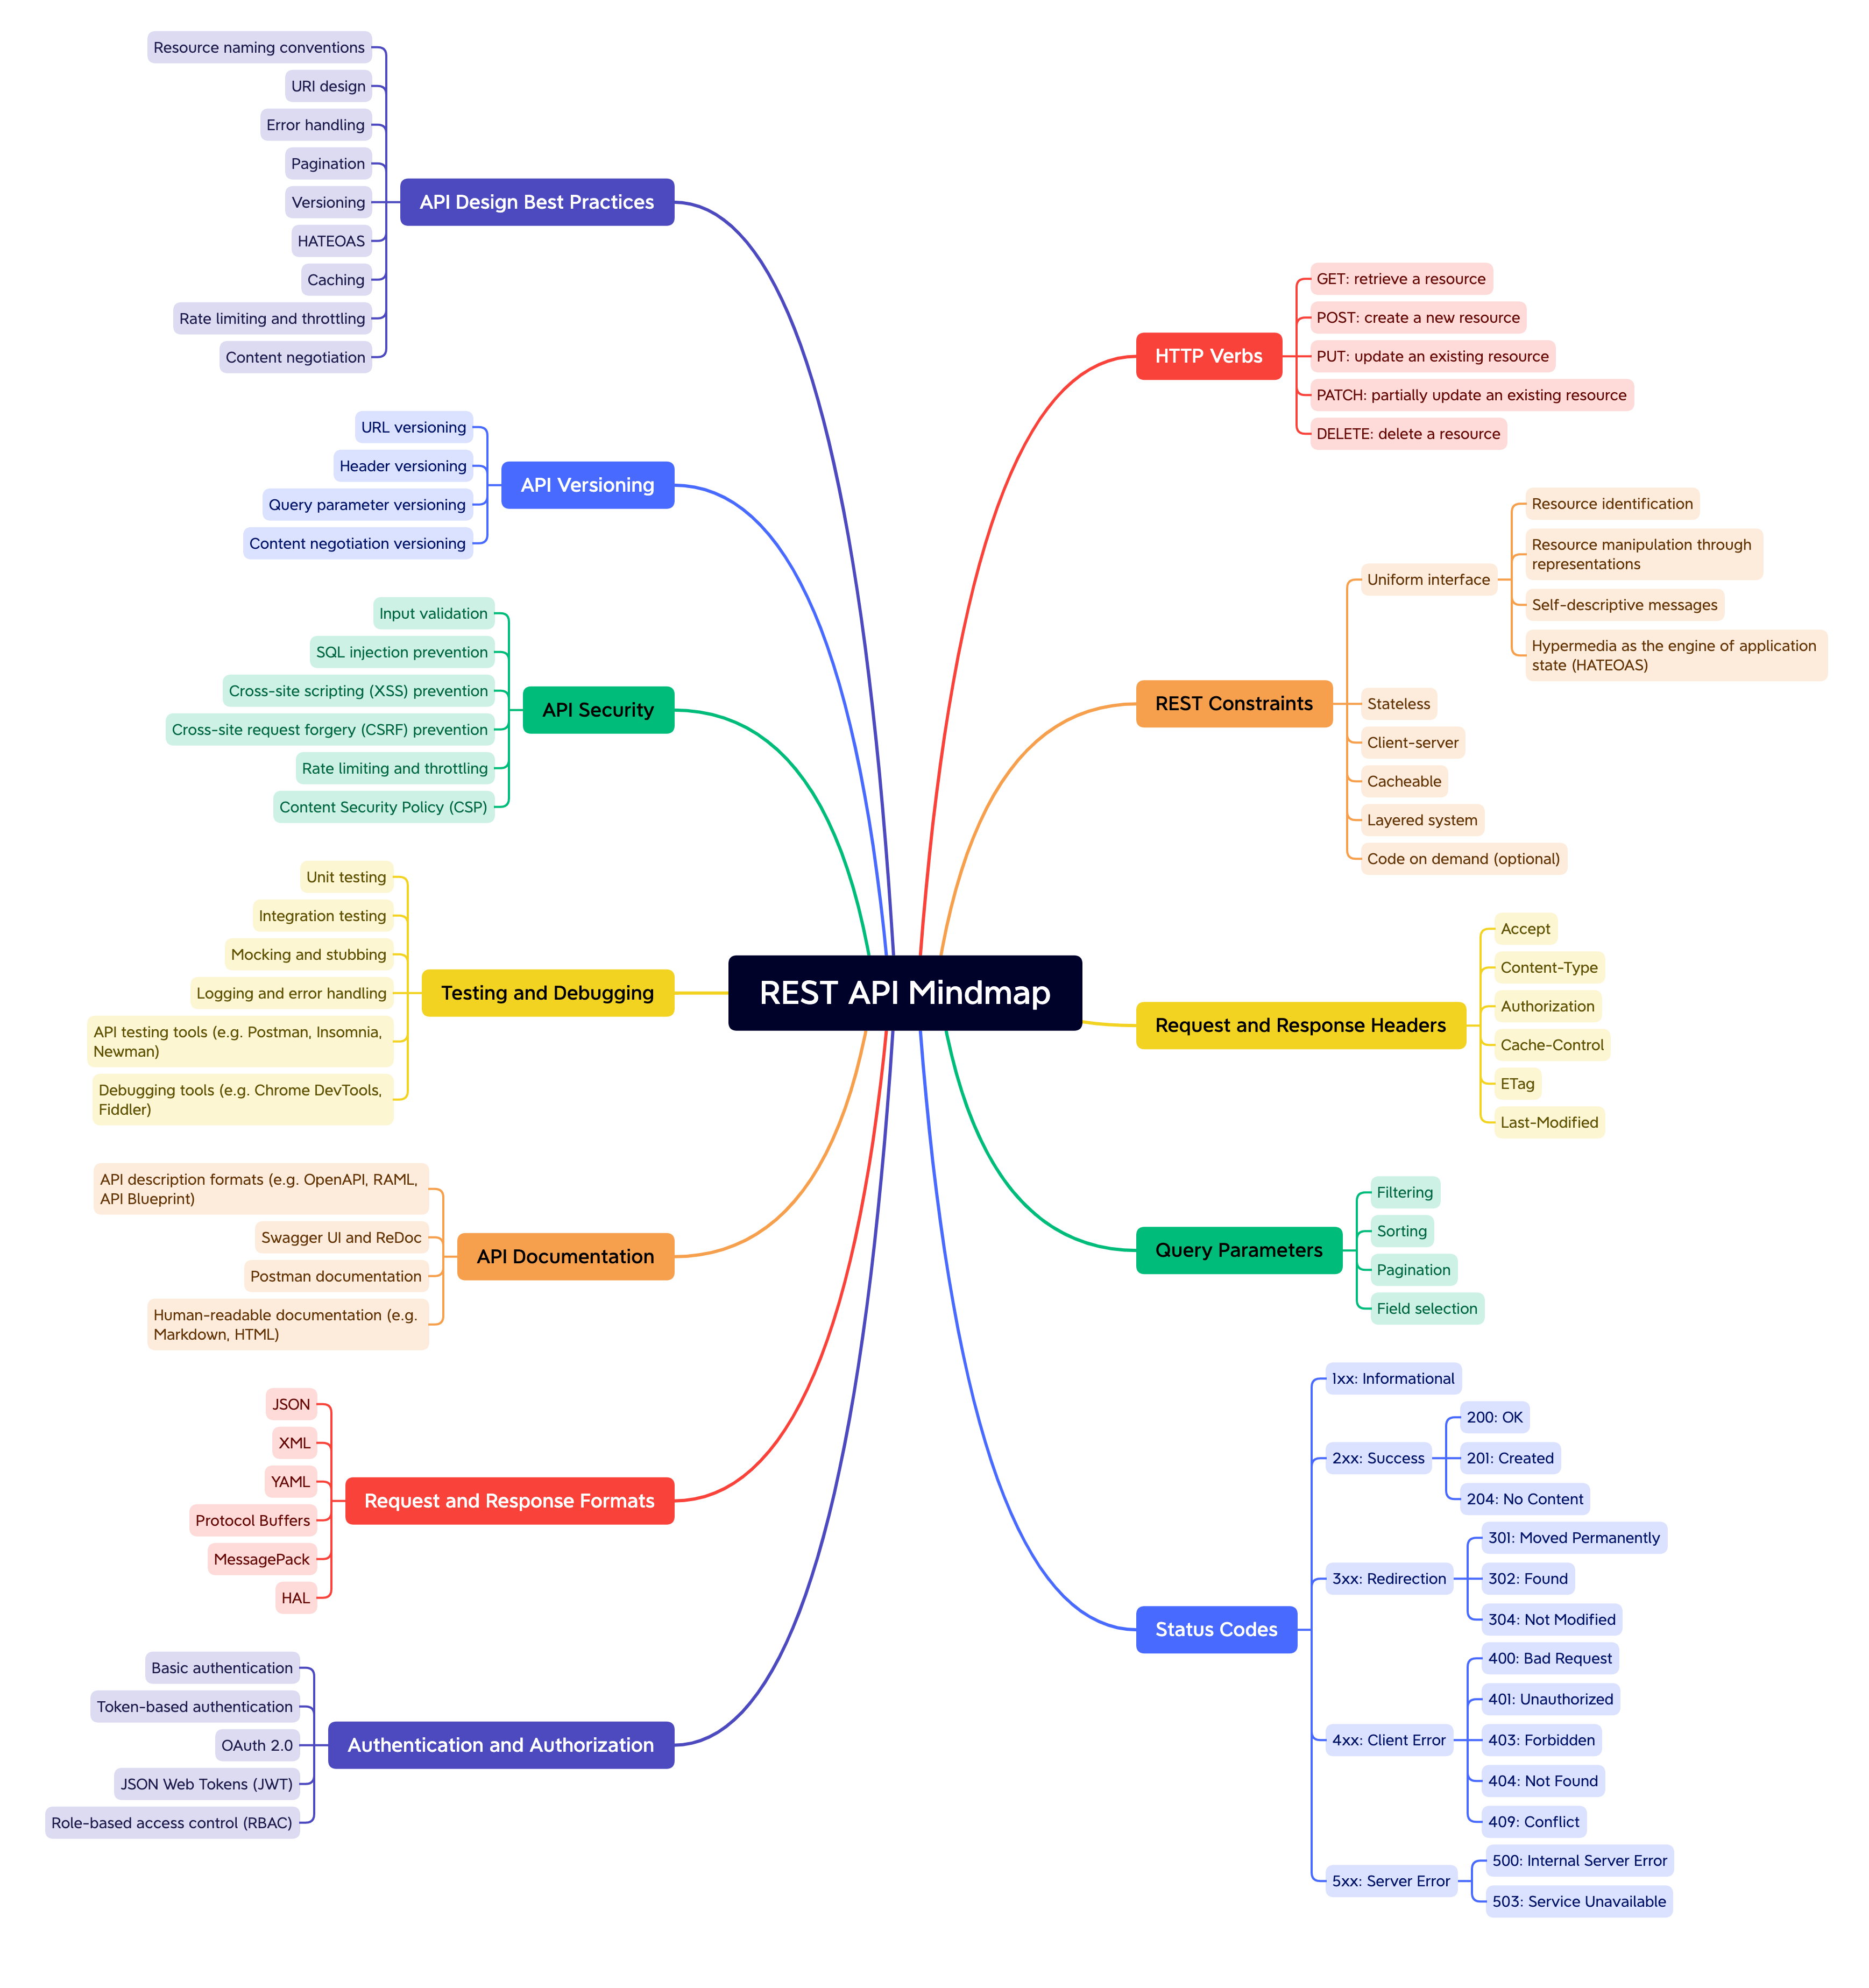 REST API Mindmap
HTTP Verbs
GET: retrieve a resource
POST: create a new resource
PUT: update an existing resource
PATCH: partially update an existing resource
DELETE: delete a resource
REST Constraints
Uniform interface
Resource identification
Resource manipulation through
representations
Self-descriptive messages
Hypermedia as the engine of application
state (HATEOAS)
Stateless
Client-server
Cacheable
Layered system
Code on demand (optional)
Request and Response Headers
Accept
Content-Type
Authorization
Cache-Control
ETag
Last-Modified
Query Parameters
Filtering
Sorting
Pagination
Field selection
Status Codes
1xx: Informational
2xx: Success
200: OK
201: Created
204: No Content
3xx: Redirection
301: Moved Permanently
302: Found
304: Not Modified
4xx: Client Error
400: Bad Request
401: Unauthorized
403: Forbidden
404: Not Found
409: Conflict
5xx: Server Error
500: Internal Server Error
503: Service Unavailable
API Design Best Practices
Resource naming conventions
URI design
Error handling
Pagination
Versioning
HATEOAS
Caching
Rate limiting and throttling
Content negotiation
API Versioning
URL versioning
Header versioning
Query parameter versioning
Content negotiation versioning
API Security
Input validation
SQL injection prevention
Cross-site scripting (XSS) prevention
Cross-site request forgery (CSRF) prevention
Rate limiting and throttling
Content Security Policy (CSP)
Testing and Debugging
Unit testing
Integration testing
Mocking and stubbing
Logging and error handling
API testing tools (e.g. Postman, Insomnia,
Newman)
Debugging tools (e.g. Chrome DevTools,
Fiddler)
API Documentation
API description formats (e.g. OpenAPI, RAML,
API Blueprint)
Swagger UI and ReDoc
Postman documentation
Human-readable documentation (e.g.
Markdown, HTML)
Request and Response Formats
JSON
XML
YAML
Protocol Buffers
MessagePack
HAL
Authentication and Authorization
Basic authentication
Token-based authentication
OAuth 2.0
JSON Web Tokens (JWT)
Role-based access control (RBAC)